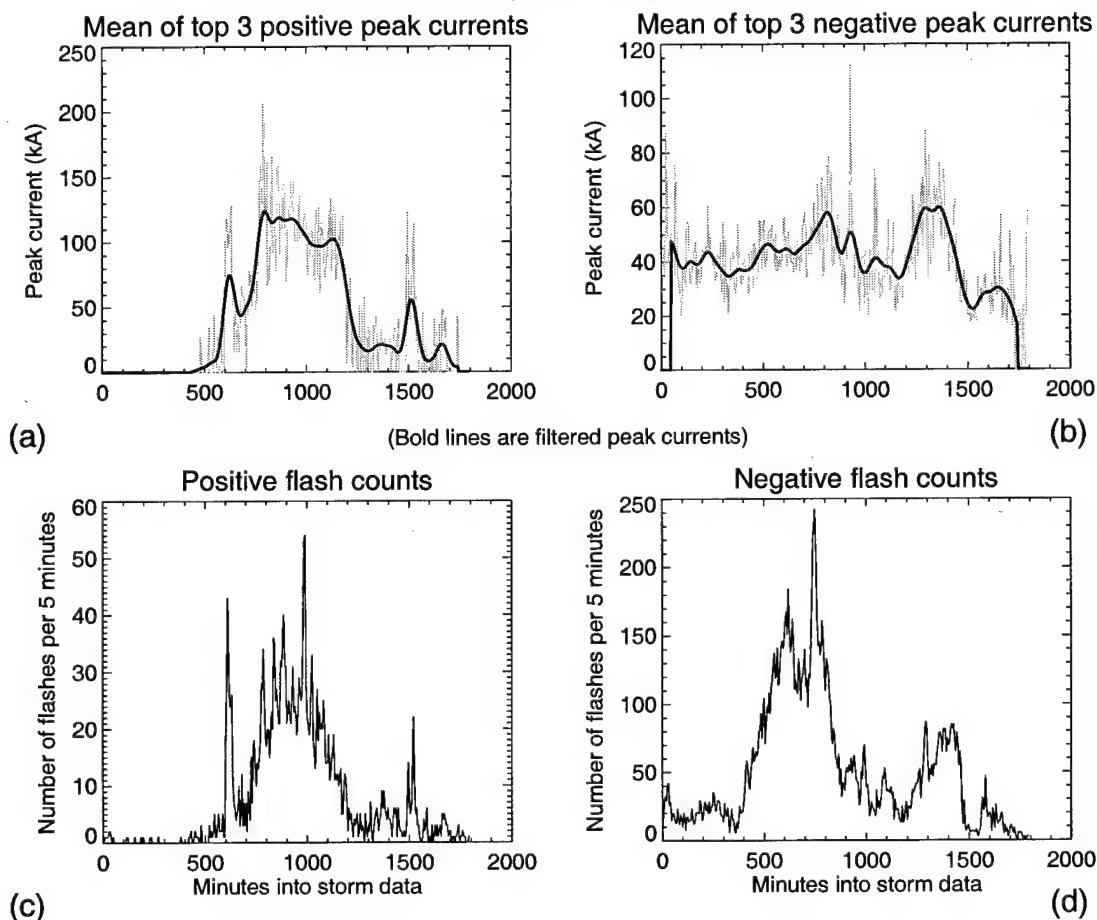 Mean of top 3 positive peak currents
Peak current (kA)
250
200
150
100
50
0
0 500 1000 1500 2000
(a)
Mean of top 3 negative peak currents
Peak current (kA)
120
100
80
60
40
20
0
0 500 1000 1500 2000
(b)
(Bold lines are filtered peak currents)
Positive flash counts
Number of flashes per 5 minutes
60
50
40
30
20
10
0
0 500 1000 1500 2000
Minutes into storm data
(c)
Negative flash counts
Number of flashes per 5 minutes
250
200
150
100
50
0
0 500 1000 1500 2000
Minutes into storm data
(d)